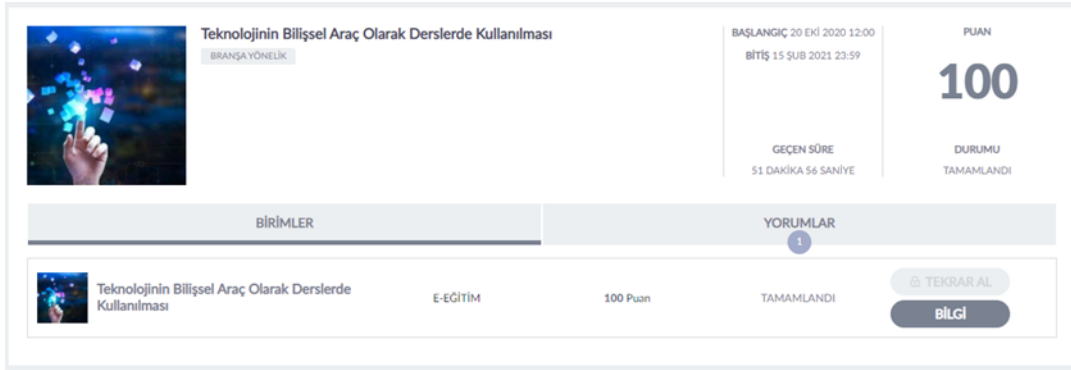 Teknolojinin Bilişsel Araç Olarak Derslerde Kullanılması
BRANŞA YÖNELİK
BAŞLANGIÇ 20 EKİ 2020 12:00
BİTİŞ 15 ŞUB 2021 23:59
GEÇEN SÜRE
51 DAKİKA 56 SANİYE
PUAN
100
DURUMU
TAMAMLANDI
BİRİMLER
YORUMLAR
1
Teknolojinin Bilişsel Araç Olarak Derslerde
Kullanılması
E-EĞİTİM
100 Puan
TAMAMLANDI
TEKRAR AL
BİLGİ